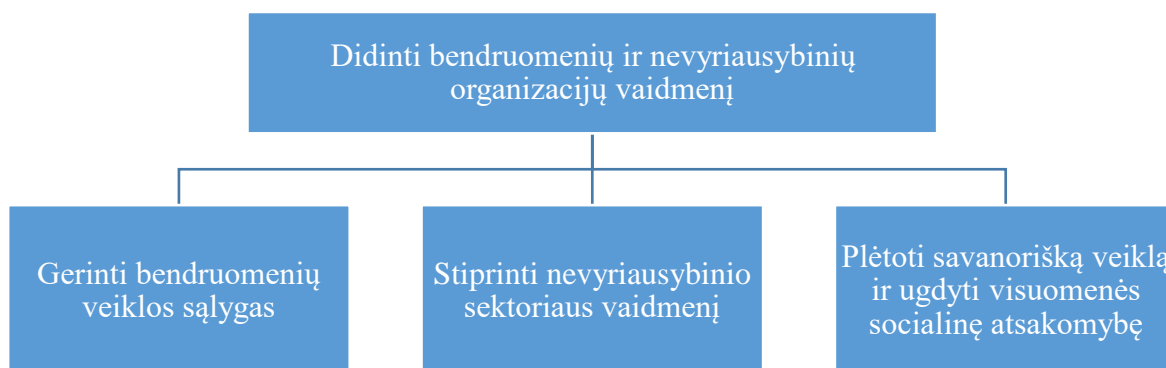 Didinti bendruomenių ir nevyriausybinių
organizacijų vaidmenį
Gerinti bendruomenių
veiklos sąlygas
Stiprinti nevyriausybinio
sektoriaus vaidmenį
Plėtoti savanorišką veiklą
ir ugdyti visuomenės
socialinę atsakomybę